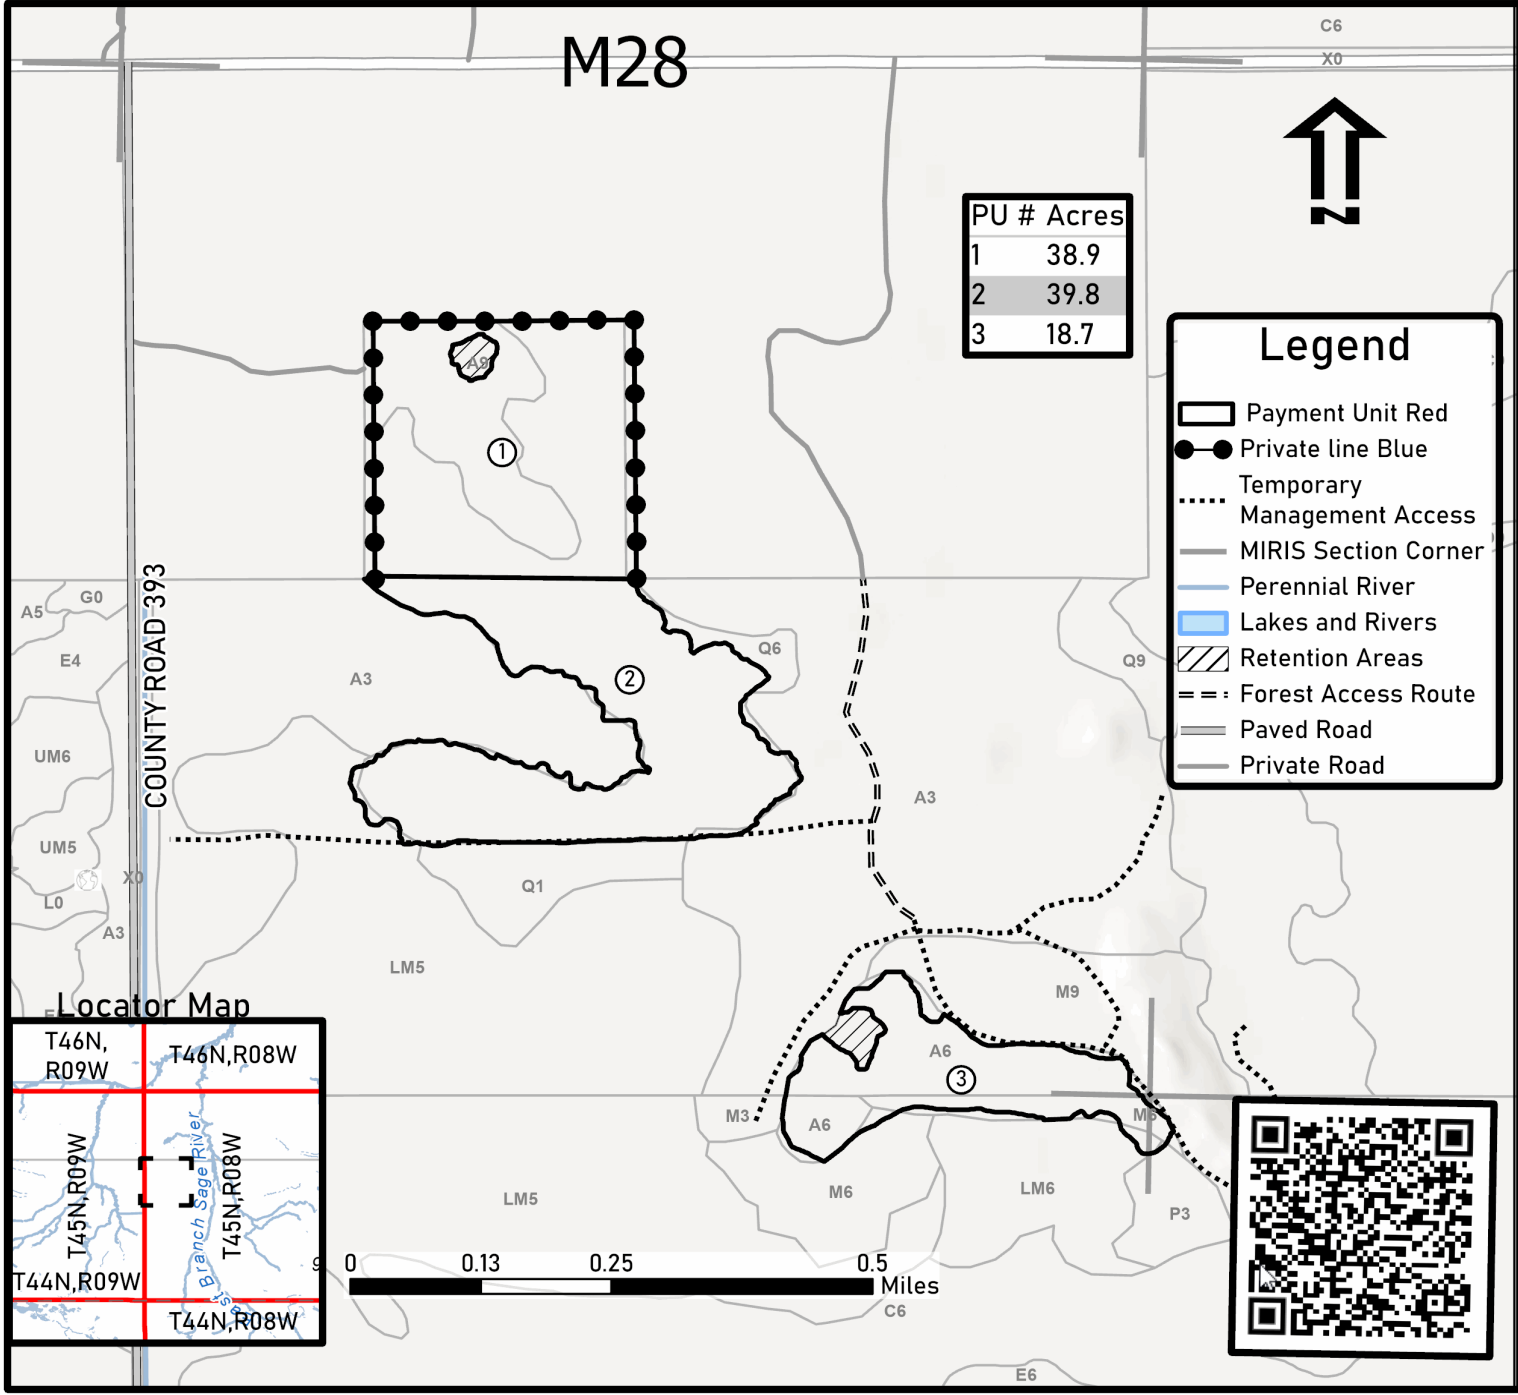 M28
C6
X0
PU # Acres
1 38.9
2 39.8
3 18.7
Legend
Payment Unit Red
Private line Blue
Temporary
Management Access
MIRIS Section Corner
Perennial River
Lakes and Rivers
Retention Areas
Forest Access Route
Paved Road
Private Road
A9
1
COUNTY ROAD 393
G0
A5
E4
A3
2
Q6
Q9
UM6
A3
UM5
X0
L0
Q1
A3
LM5
M9
A6
3
M3
A6
M6
LM5
M6
LM6
P3
C6
E6
Locator Map
T46N,
R09W
T46N,R08W
T45N,R09W
East Branch Sage River
T45N,R08W
T44N,R09W
T44N,R08W
9
0 0.13 0.25 0.5
Miles
N